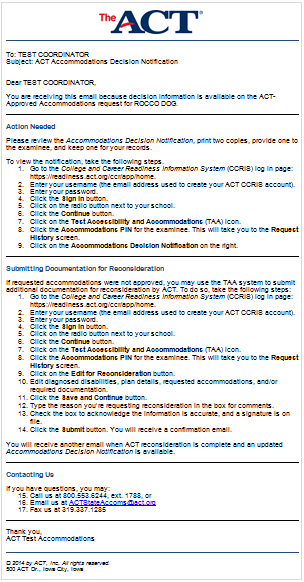 The ACT®
To: TEST COORDINATOR
Subject: ACT Accommodations Decision Notification
Dear TEST COORDINATOR,
You are receiving this email because decision information is available on the ACT-
Approved Accommodations request for ROCCO DOG.
Action Needed
Please review the Accommodations Decision Notification, print two copies, provide one to
the examinee, and keep one for your records.
To view the notification, take the following steps.
1. Go to the College and Career Readiness Information System (CCRIS) log in page:
https://readiness.act.org/ccr/app/home.
2. Enter your username (the email address used to create your ACT CCRIS account).
3. Enter your password.
4. Click the Sign In button.
5. Click on the radio button next to your school.
6. Click the Continue button.
7. Click on the Test Accessibility and Accommodations (TAA) icon.
8. Click the Accommodations PIN for the examinee. This will take you to the Request
History screen.
9. Click on the Accommodations Decision Notification on the right.
Submitting Documentation for Reconsideration
If requested accommodations were not approved, you may use the TAA system to submit
additional documentation for reconsideration by ACT. To do so, take the following steps:
1. Go to the College and Career Readiness Information System (CCRIS) log in page:
https://readiness.act.org/ccr/app/home.
2. Enter your username (the email address used to create your ACT CCRIS account).
3. Enter your password.
4. Click the Sign In button.
5. Click on the radio button next to your school.
6. Click the Continue button.
7. Click on the Test Accessibility and Accommodations (TAA) icon.
8. Click the Accommodations PIN for the examinee. This will take you to the Request
History screen.
9. Click on the Edit for Reconsideration button.
10. Edit diagnosed disabilities, plan details, requested accommodations, and/or
required documentation.
11. Click the Save and Continue button.
12. Type the reason you're requesting reconsideration in the box for comments.
13. Check the box to acknowledge the information is accurate, and a signature is on
file.
14. Click the Submit button. You will receive a confirmation email.
You will receive another email when ACT reconsideration is complete and an updated
Accommodations Decision Notification is available.
Contacting Us
If you have questions, you may:
15. Call us at 800.553.6244, ext. 1788, or
16. Email us at ACTStateAccoms@act.org
17. Fax us at 319.337.1285
Thank you,
ACT Test Accommodations
© 2014 by ACT, Inc. All rights reserved.
500 ACT Dr., Iowa City, Iowa